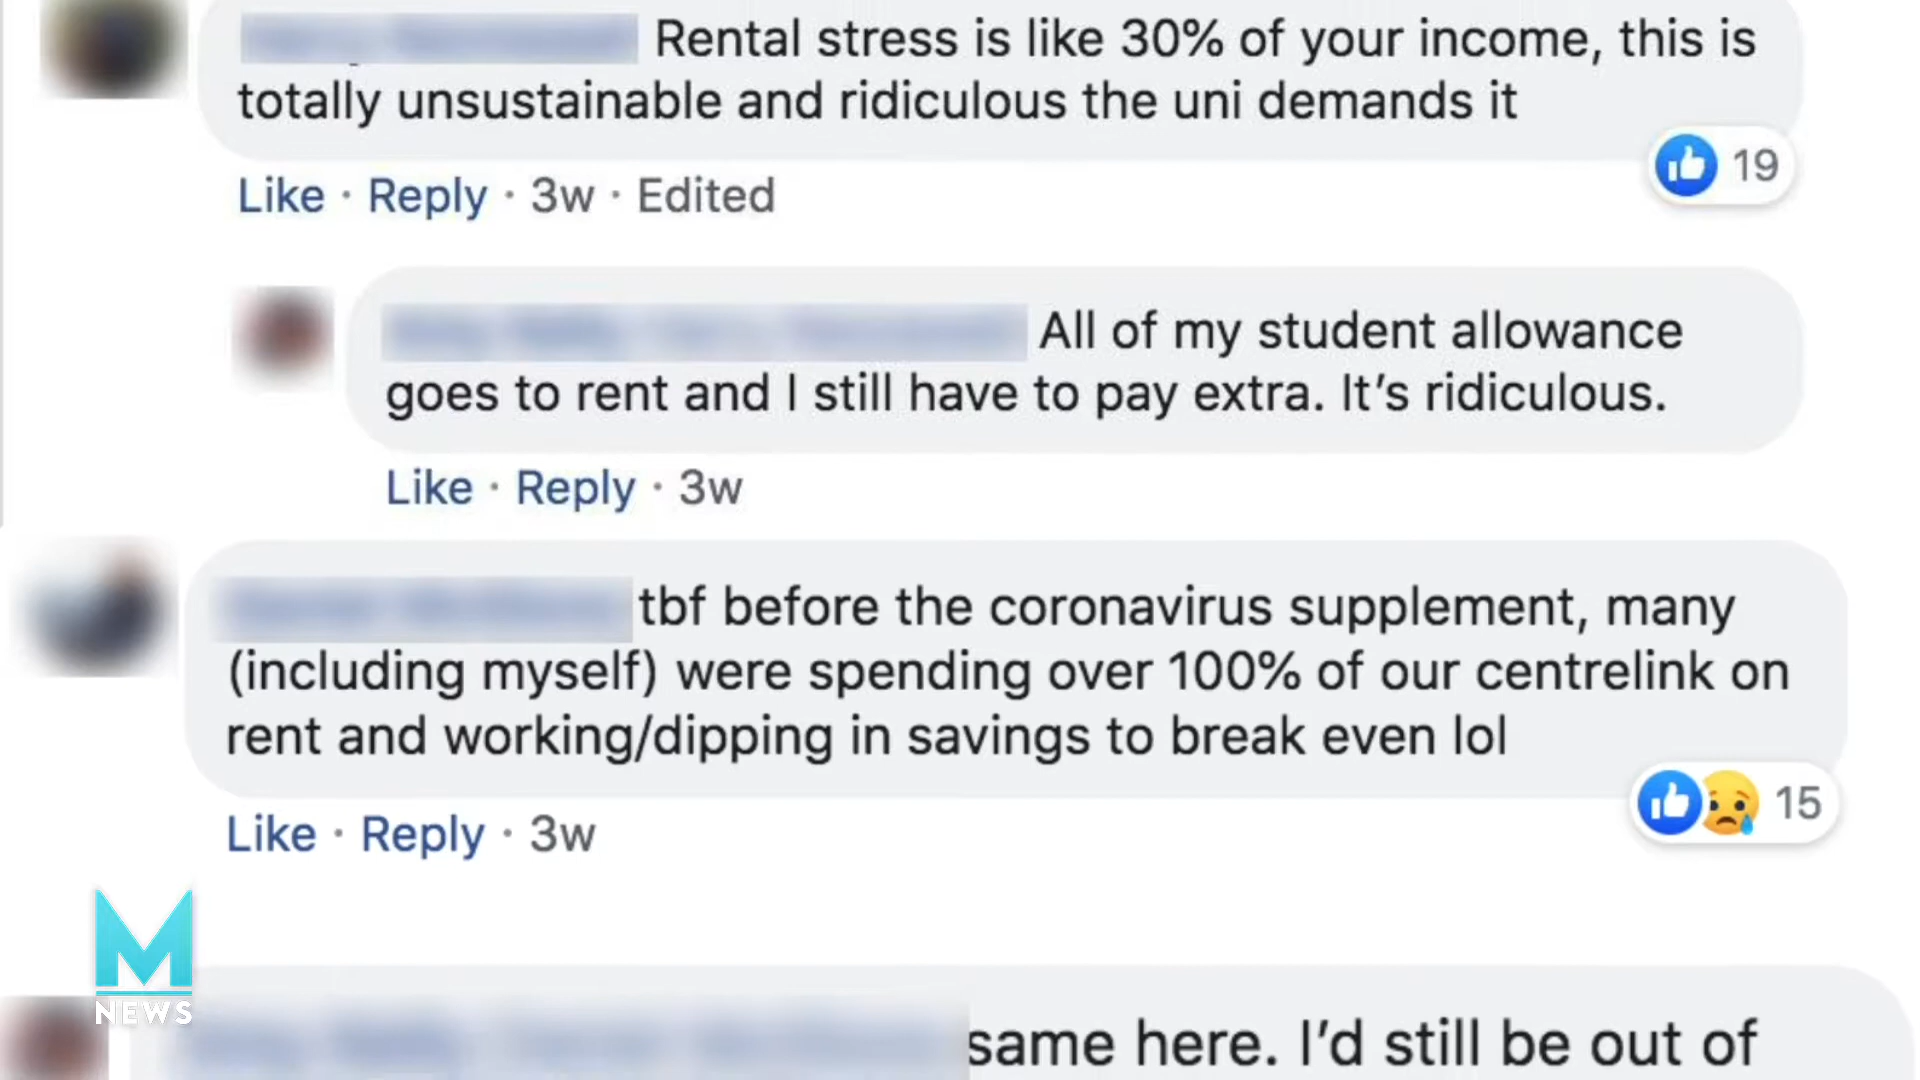 Rental stress is like 30% of your income, this is
totally unsustainable and ridiculous the uni demands it
19
Like · Reply · 3w · Edited
All of my student allowance
goes to rent and I still have to pay extra. It's ridiculous.
Like · Reply · 3w
tbf before the coronavirus supplement, many
(including myself) were spending over 100% of our centrelink on
rent and working/dipping in savings to break even lol
15
Like · Reply · 3w
M
NEWS
same here. I'd still be out of